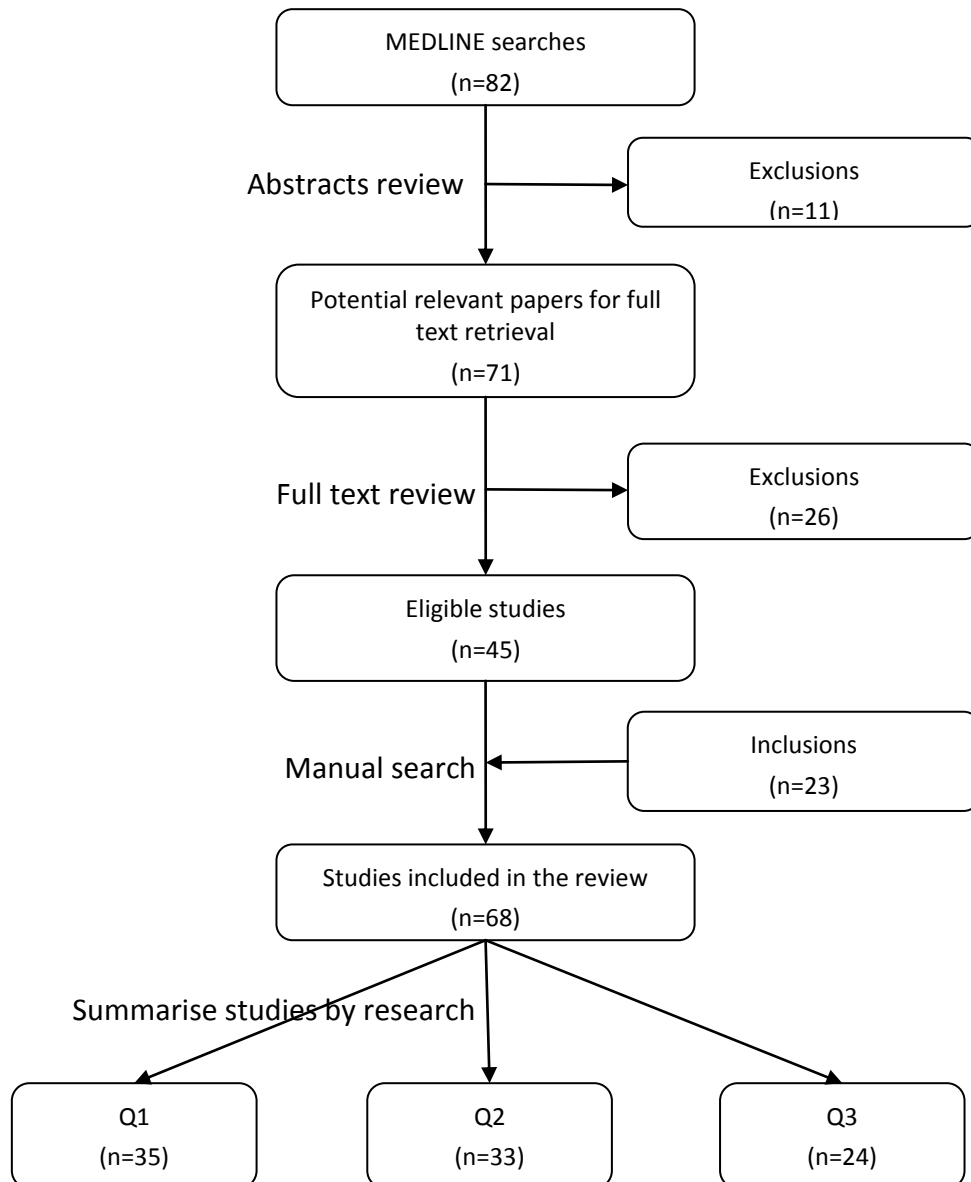 MEDLINE searches
(n=82)
Abstracts review
Exclusions
(n=11)
Potential relevant papers for full
text retrieval
(n=71)
Full text review
Exclusions
(n=26)
Eligible studies
(n=45)
Manual search
Inclusions
(n=23)
Studies included in the review
(n=68)
Summarise studies by research
Q1
(n=35)
Q2
(n=33)
Q3
(n=24)